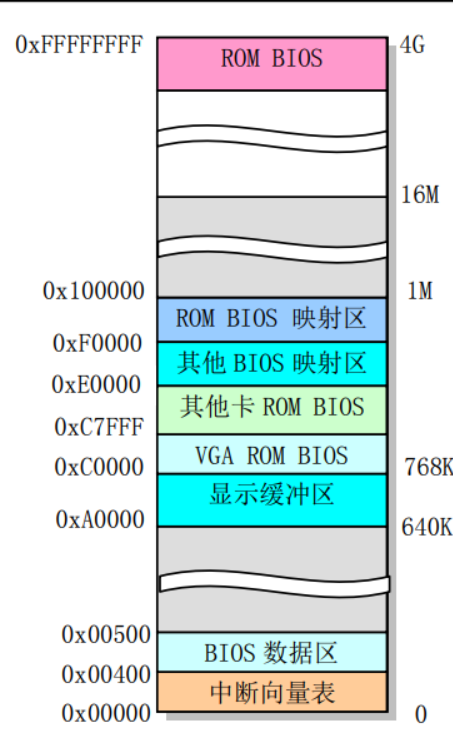 0xFFFFFFFF ROM BIOS 4G
16M
0x100000 1M
ROM BIOS 映射区
0xF0000
其他 BIOS 映射区
0xE0000
其他卡 ROM BIOS
0xC7FFF
VGA ROM BIOS
0xC0000 768K
显示缓冲区
0xA0000 640K
0x00500
BIOS 数据区
0x00400
中断向量表
0x00000 0